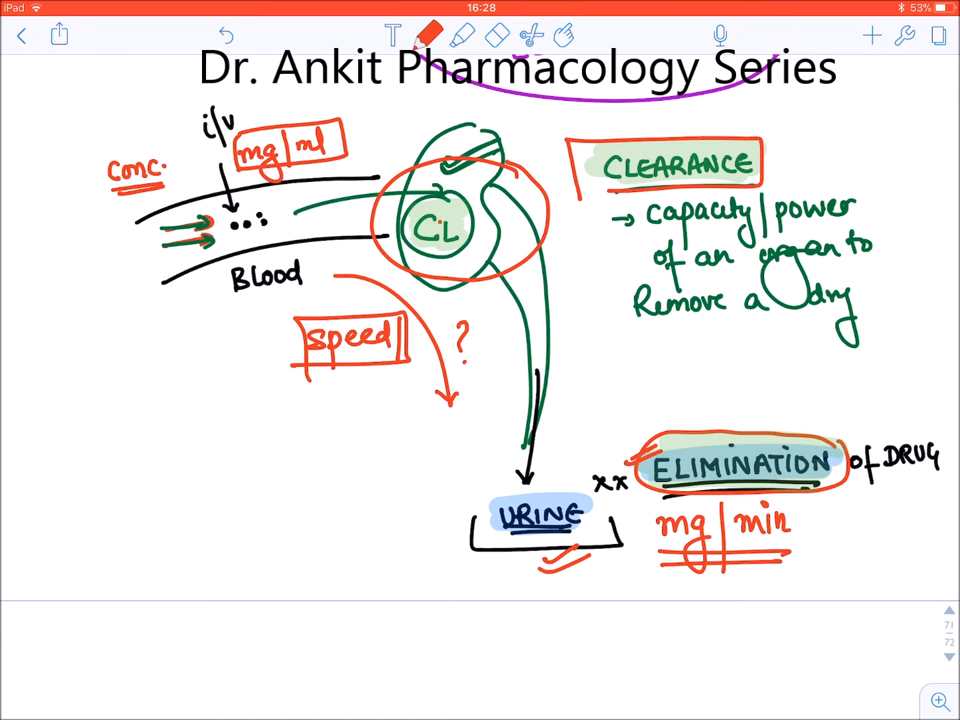 iPad
16:28
53%
Dr. Ankit Pharmacology Series
i/v
mg/ml
Conc.
CL
Blood
speed
?
CLEARANCE
→ Capacity/power
of an organ to
Remove a drug
URINE
xx ELIMINATION of DRUG
mg/min
71
72